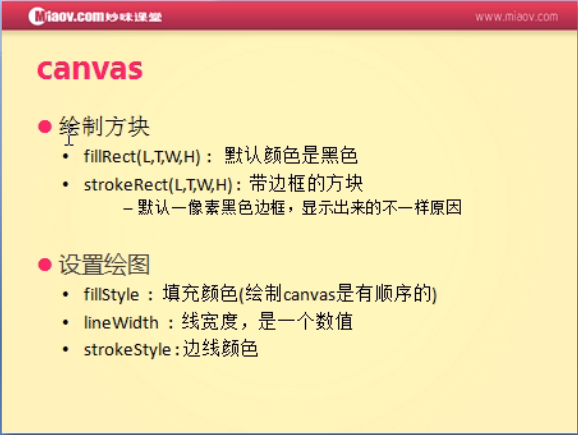 Miaov.com妙味课堂
www.miaov.com
canvas
绘制方块
fillRect(L,T,W,H)： 默认颜色是黑色
strokeRect(L,T,W,H)：带边框的方块
– 默认一像素黑色边框，显示出来的不一样原因
设置绘图
fillStyle ： 填充颜色(绘制canvas是有顺序的)
lineWidth ：线宽度，是一个数值
strokeStyle：边线颜色